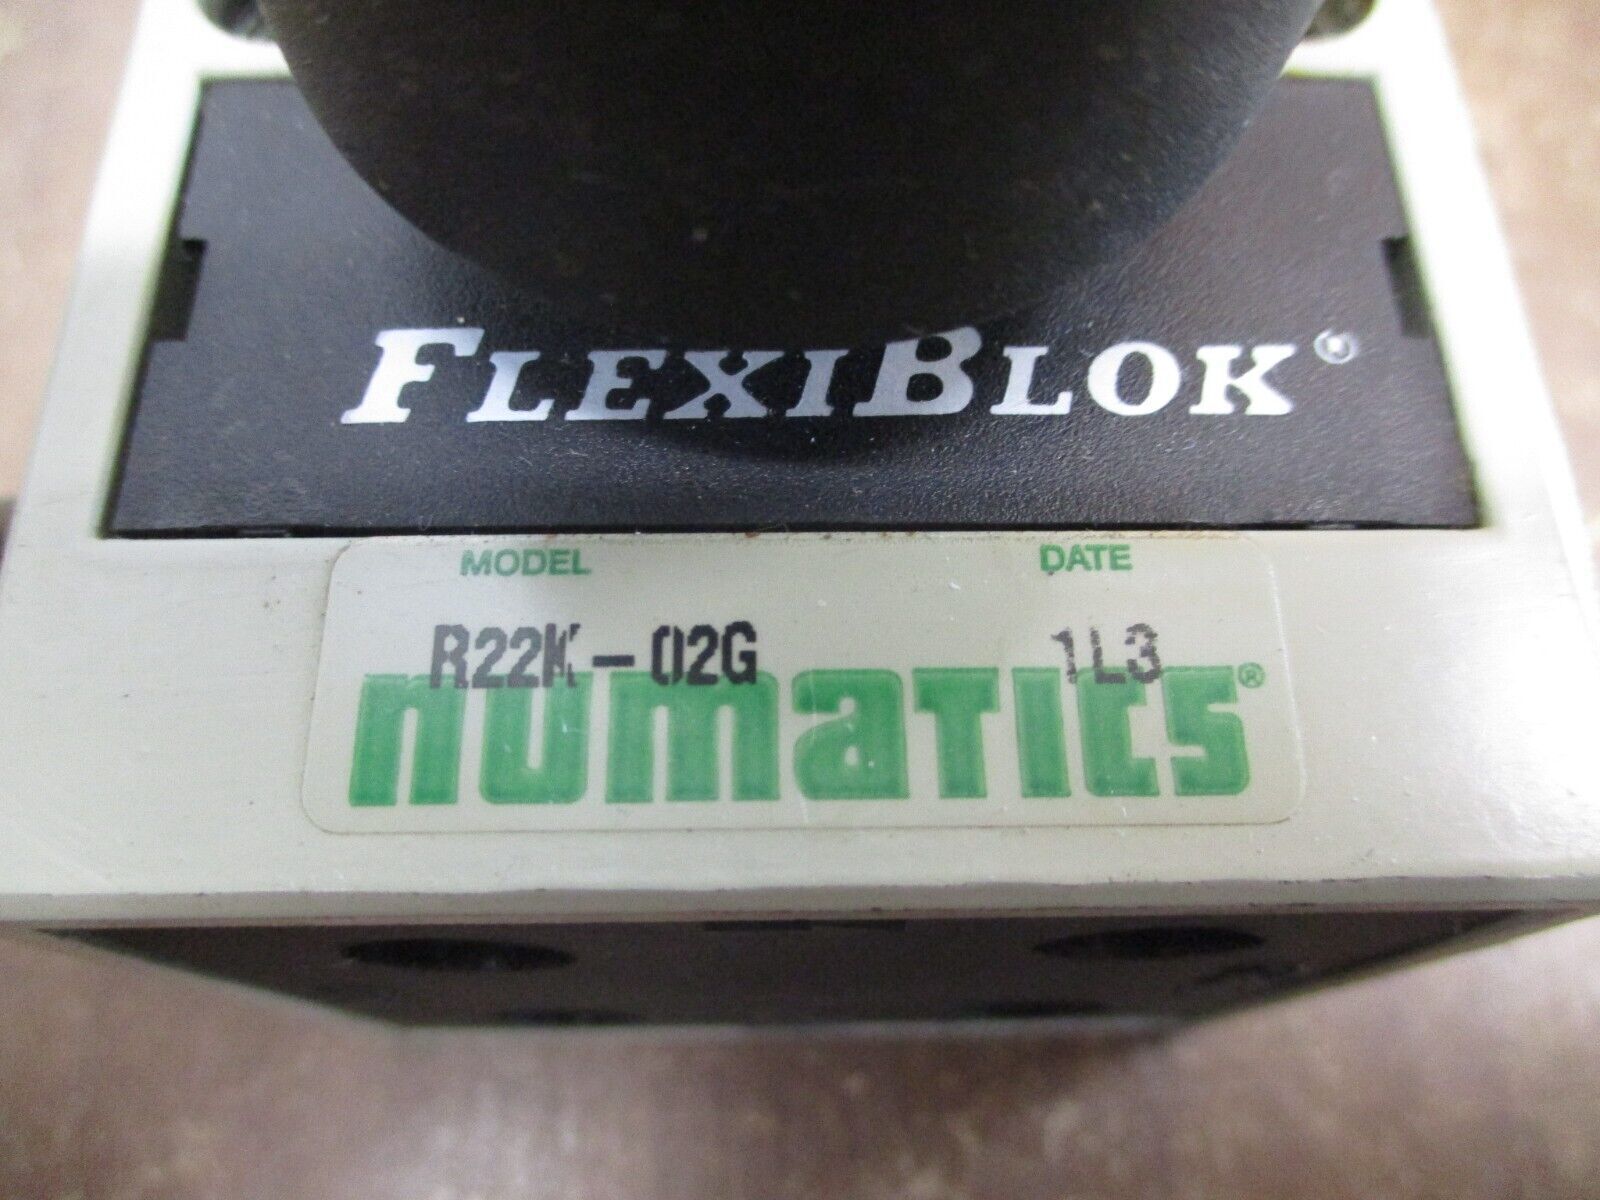 FLEXIBLOK®
MODEL DATE
R22K-02G 1L3
numatics®